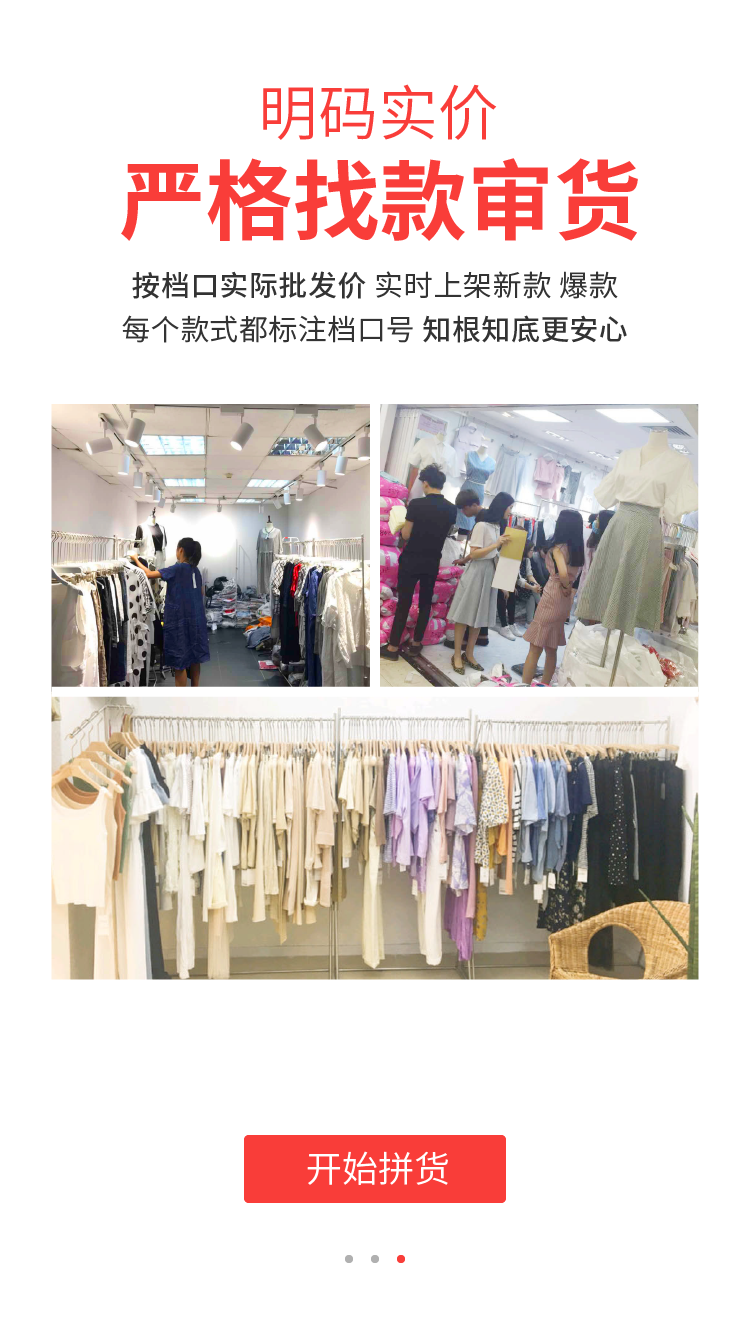 明码实价
严格找款审货
按档口实际批发价 实时上架新款 爆款
每个款式都标注档口号 知根知底更安心
开始拼货